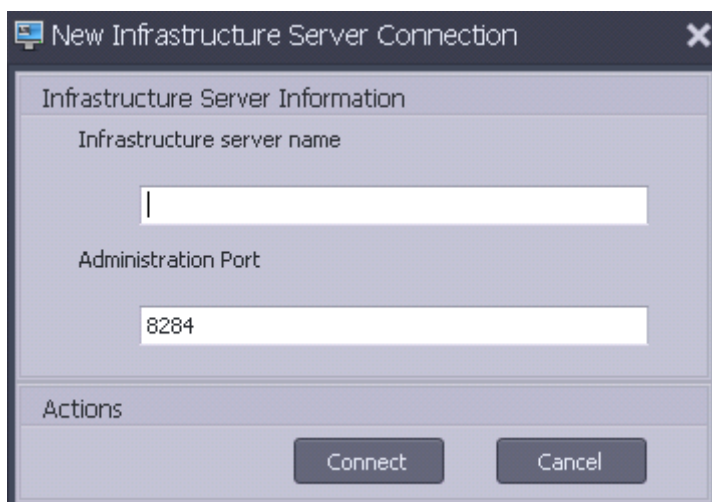 New Infrastructure Server Connection
Infrastructure Server Information
Infrastructure server name
Administration Port
8284
Actions
Connect Cancel